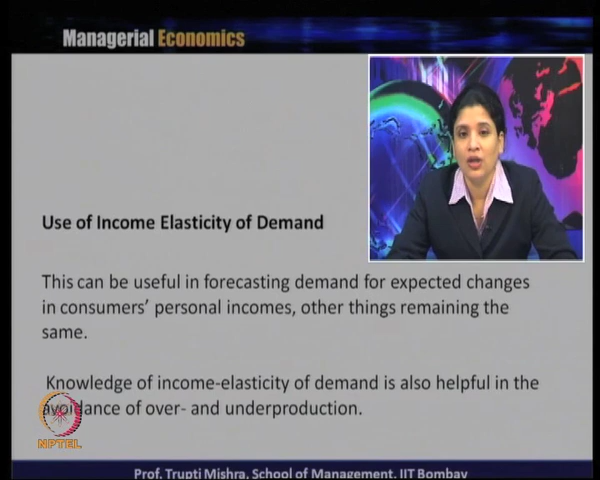 Managerial Economics
Use of Income Elasticity of Demand
This can be useful in forecasting demand for expected changes
in consumers' personal incomes, other things remaining the
same.
Knowledge of income-elasticity of demand is also helpful in the
avoidance of over- and underproduction.
NPTEL
Prof. Trupti Mishra, School of Management, IIT Bombay